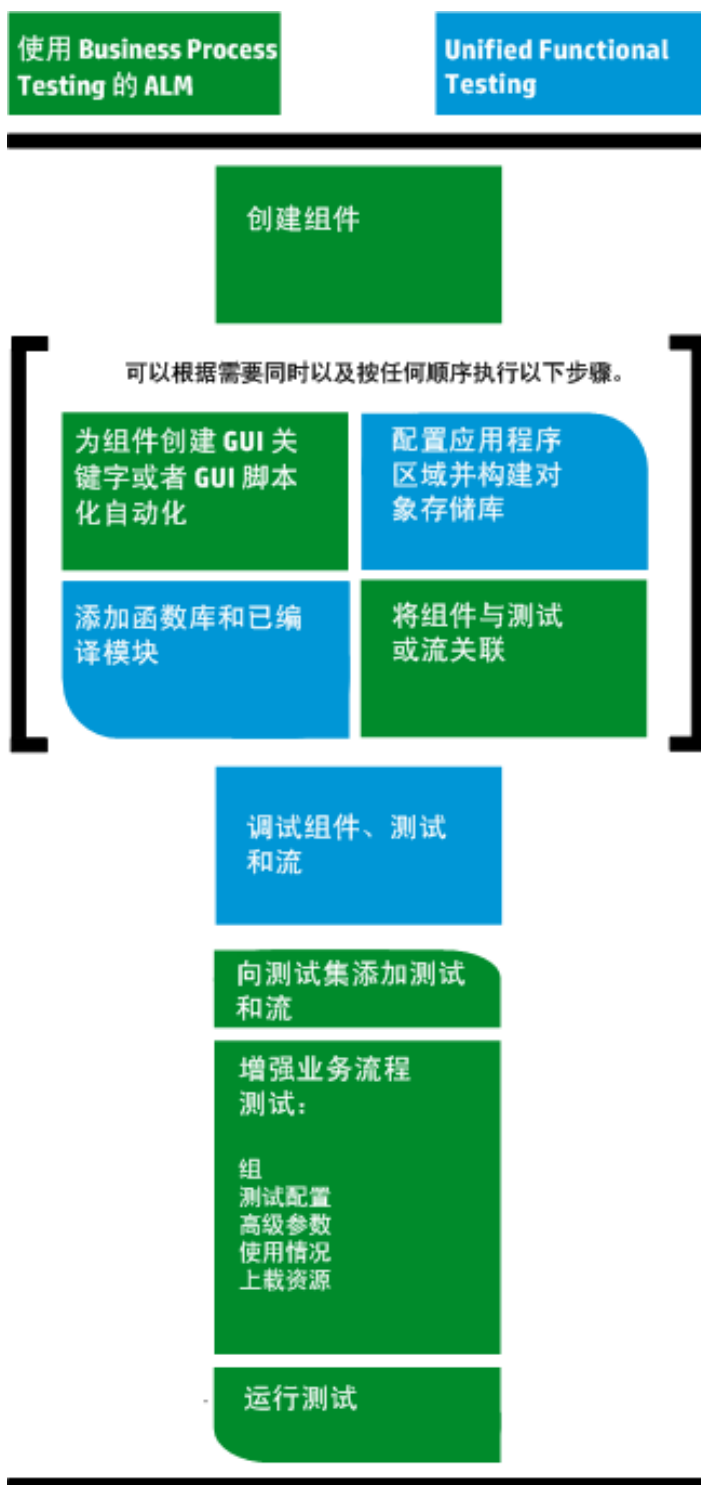 使用 Business Process
Testing 的 ALM
Unified Functional
Testing
创建组件
可以根据需要同时以及按任何顺序执行以下步骤。
为组件创建 GUI 关
键字或者 GUI 脚本
化自动化
配置应用程序
区域并构建对
象存储库
添加函数库和已编
译模块
将组件与测试
或流关联
调试组件、测试
和流
向测试集添加测试
和流
增强业务流程
测试：
组
测试配置
高级参数
使用情况
上载资源
运行测试